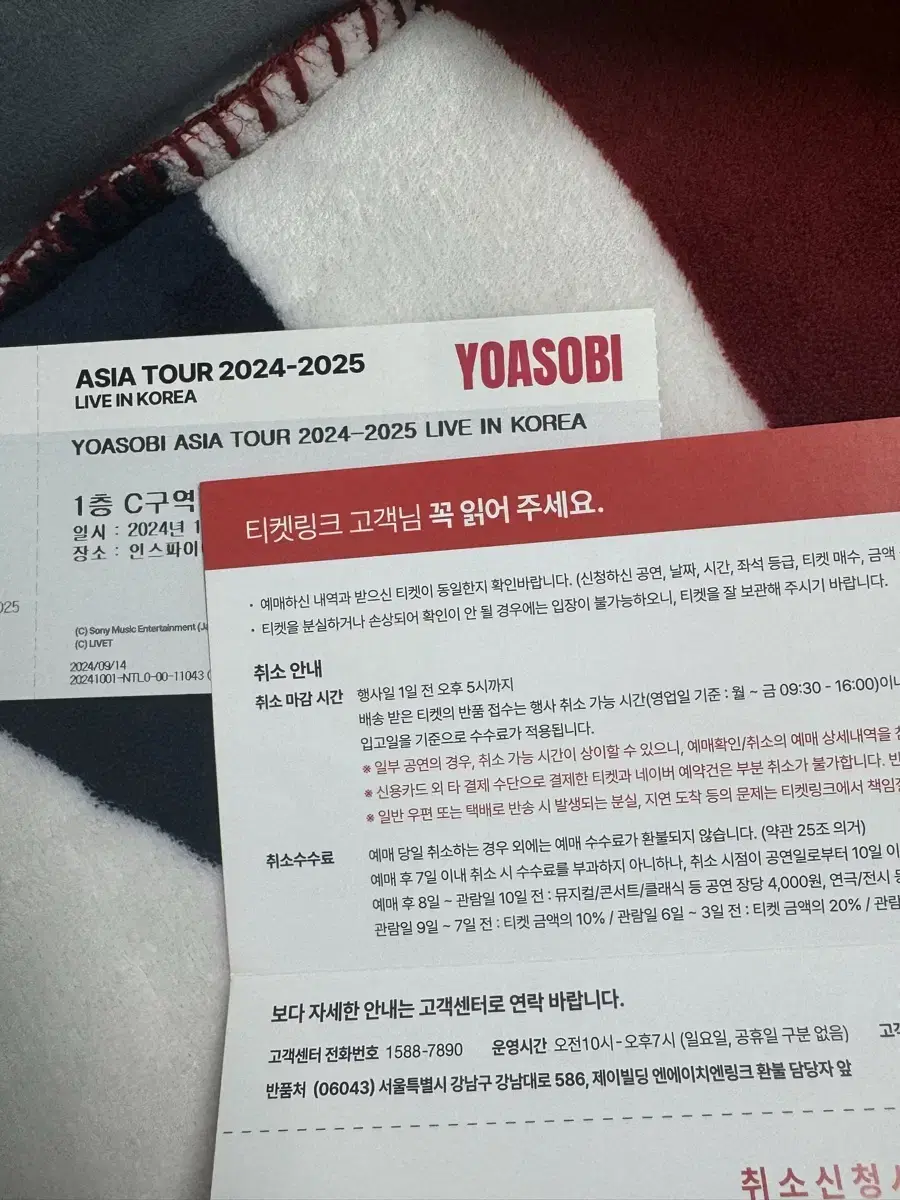 ASIA TOUR 2024-2025
LIVE IN KOREA
YOASOBI
YOASOBI ASIA TOUR 2024-2025 LIVE IN KOREA
1층 C구역
일시 : 2024년 1
장소 : 인스파이
025
(C) Sony Music Entertainment
(C) LIVET
2024/09/14
20241001-NTL0-00-11043
티켓링크 고객님 꼭 읽어 주세요.
· 예매하신 내역과 받으신 티켓이 동일한지 확인바랍니다. (신청하신 공연, 날짜, 시간, 좌석 등급, 티켓 매수, 금액
· 티켓을 분실하거나 손상되어 확인이 안 될 경우에는 입장이 불가능하오니, 티켓을 잘 보관해 주시기 바랍니다.
취소 안내
취소 마감 시간 행사일 1일 전 오후 5시까지
배송 받은 티켓의 반품 접수는 행사 취소 가능 시간(영업일 기준 : 월 ~ 금 09:30 - 16:00)이
입고일을 기준으로 수수료가 적용됩니다.
※ 일부 공연의 경우, 취소 가능 시간이 상이할 수 있으니, 예매확인/취소의 예매 상세내역을
※ 신용카드 외 타 결제 수단으로 결제한 티켓과 네이버 예약건은 부분 취소가 불가합니다.
※ 일반 우편 또는 택배로 반송 시 발생되는 분실, 지연 도착 등의 문제는 티켓링크에서
취소수수료 예매 당일 취소하는 경우 외에는 예매 수수료가 환불되지 않습니다. (약관 25조 의거)
예매 후 7일 이내 취소 시 수수료를 부과하지 아니하나, 취소 시점이 공연일로부터 10일 이
예매 후 8일 ~ 관람일 10일 전 : 뮤지컬/콘서트/클래식 등 공연 장당 4,000원, 연극/전시
관람일 9일 ~ 7일 전 : 티켓 금액의 10% / 관람일 6일 ~ 3일 전 : 티켓 금액의 20% / 관람
보다 자세한 안내는 고객센터로 연락 바랍니다.
고객센터 전화번호 1588-7890 운영시간 오전10시-오후7시 (일요일, 공휴일 구분 없음) 고
반품처 (06043) 서울특별시 강남구 강남대로 586, 제이빌딩 엔에이치엔링크 환불 담당자 앞
취소신청